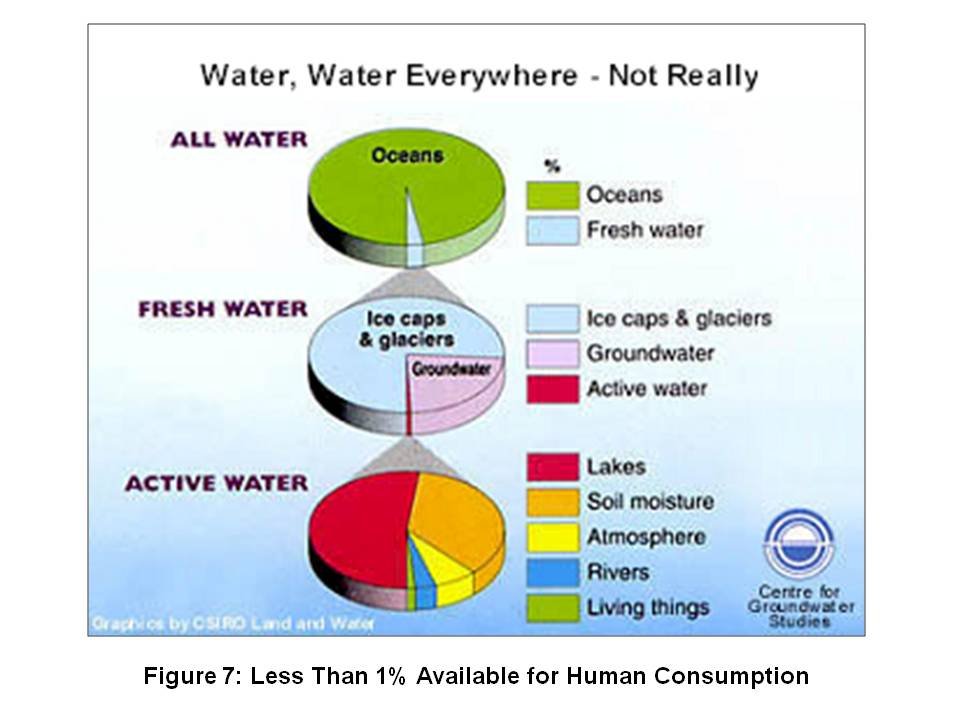 Water, Water Everywhere - Not Really
ALL WATER
Oceans
%
Oceans
Fresh water
FRESH WATER
Ice caps
& glaciers
Groundwater
Ice caps & glaciers
Groundwater
Active water
ACTIVE WATER
Lakes
Soil moisture
Atmosphere
Rivers
Living things
Centre for
Groundwater
Studies
Graphics by CSIRO Land and Water
Figure 7: Less Than 1% Available for Human Consumption